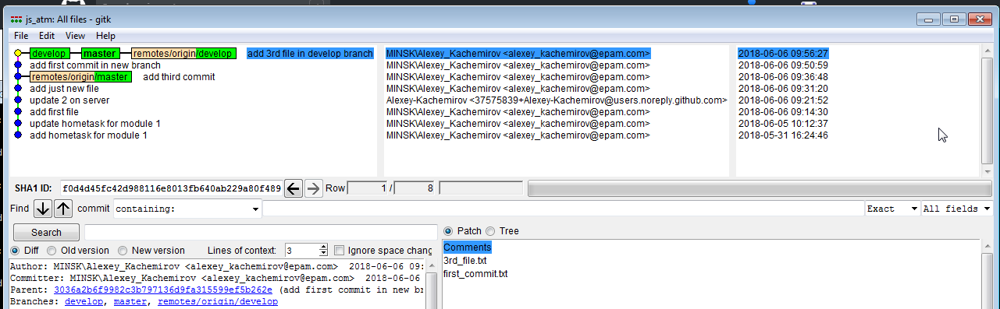 js_atm: All files - gitk
File Edit View Help
develop master remotes/origin/develop add 3rd file in develop branch MINSK\Alexey_Kachemirov <alexey_kachemirov@epam.com> 2018-06-06 09:56:27
add first commit in new branch MINSK\Alexey_Kachemirov <alexey_kachemirov@epam.com> 2018-06-06 09:50:59
remotes/origin/master add third commit MINSK\Alexey_Kachemirov <alexey_kachemirov@epam.com> 2018-06-06 09:36:48
add just new file MINSK\Alexey_Kachemirov <alexey_kachemirov@epam.com> 2018-06-06 09:31:20
update 2 on server Alexey-Kachemirov <37575839+Alexey-Kachemirov@users.noreply.github.com> 2018-06-06 09:21:52
add first file MINSK\Alexey_Kachemirov <alexey_kachemirov@epam.com> 2018-06-06 09:14:30
update hometask for module 1 MINSK\Alexey_Kachemirov <alexey_kachemirov@epam.com> 2018-06-05 10:12:37
add hometask for module 1 MINSK\Alexey_Kachemirov <alexey_kachemirov@epam.com> 2018-05-31 16:24:46
SHA1 ID: f0d4d45fc42d988116e8013fb640ab229a80f489 Row 1 / 8
Find commit containing: Exact All fields
Search
Patch Tree
Diff Old version New version Lines of context: 3 Ignore space chang
Comments
3rd_file.txt
first_commit.txt
Author: MINSK\Alexey_Kachemirov <alexey_kachemirov@epam.com> 2018-06-06 09:
Committer: MINSK\Alexey_Kachemirov <alexey_kachemirov@epam.com> 2018-06-06
Parent: 3036a2b6f9982c3b797136d9fa315599ef5b262e (add first commit in new br
Branches: develop, master, remotes/origin/develop